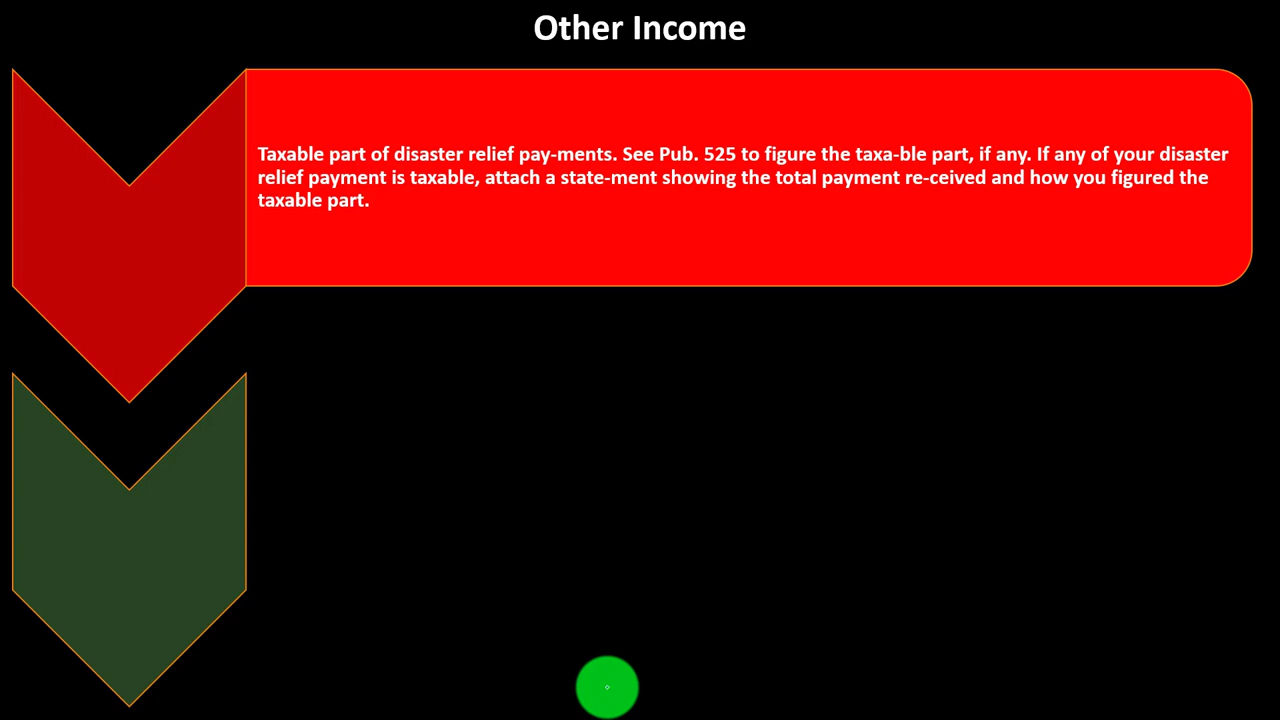 Other Income
Taxable part of disaster relief pay-ments. See Pub. 525 to figure the taxa-ble part, if any. If any of your disaster
relief payment is taxable, attach a state-ment showing the total payment re-ceived and how you figured the
taxable part.